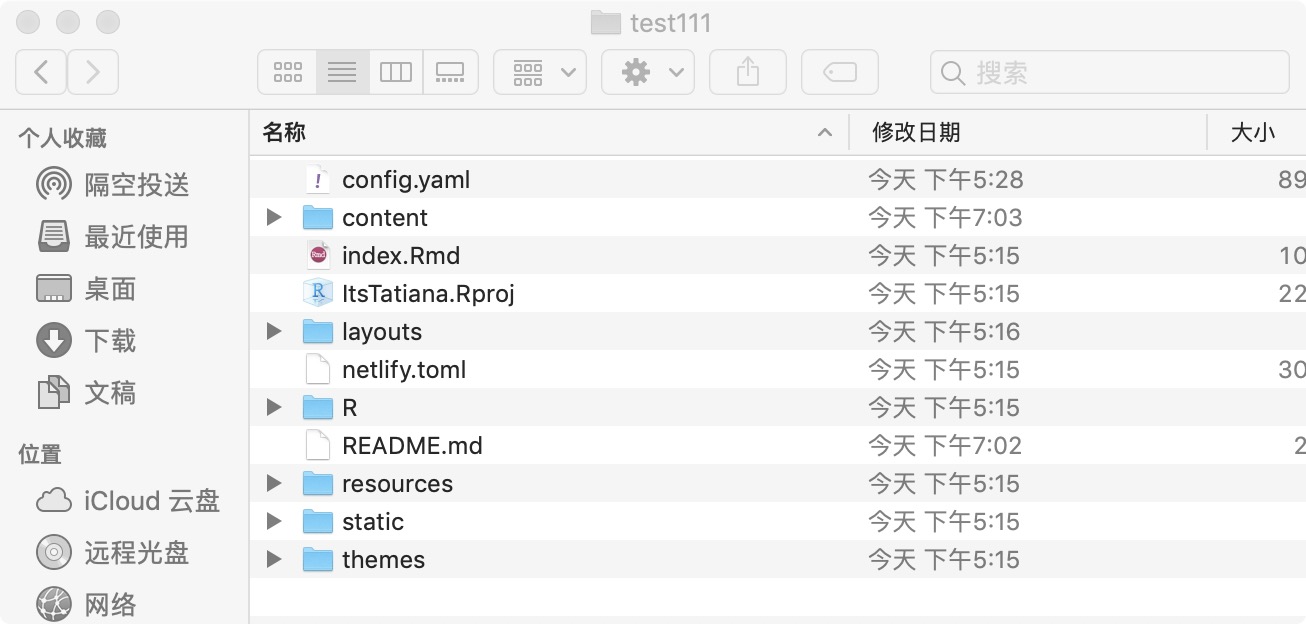 test111
搜索
个人收藏
隔空投送
最近使用
桌面
下载
文稿
位置
iCloud 云盘
远程光盘
网络
名称 修改日期 大小
config.yaml 今天 下午5:28 89
content 今天 下午7:03
index.Rmd 今天 下午5:15 10
ItsTatiana.Rproj 今天 下午5:15 22
layouts 今天 下午5:16
netlify.toml 今天 下午5:15 30
R 今天 下午5:15
README.md 今天 下午7:02 2
resources 今天 下午5:15
static 今天 下午5:15
themes 今天 下午5:15